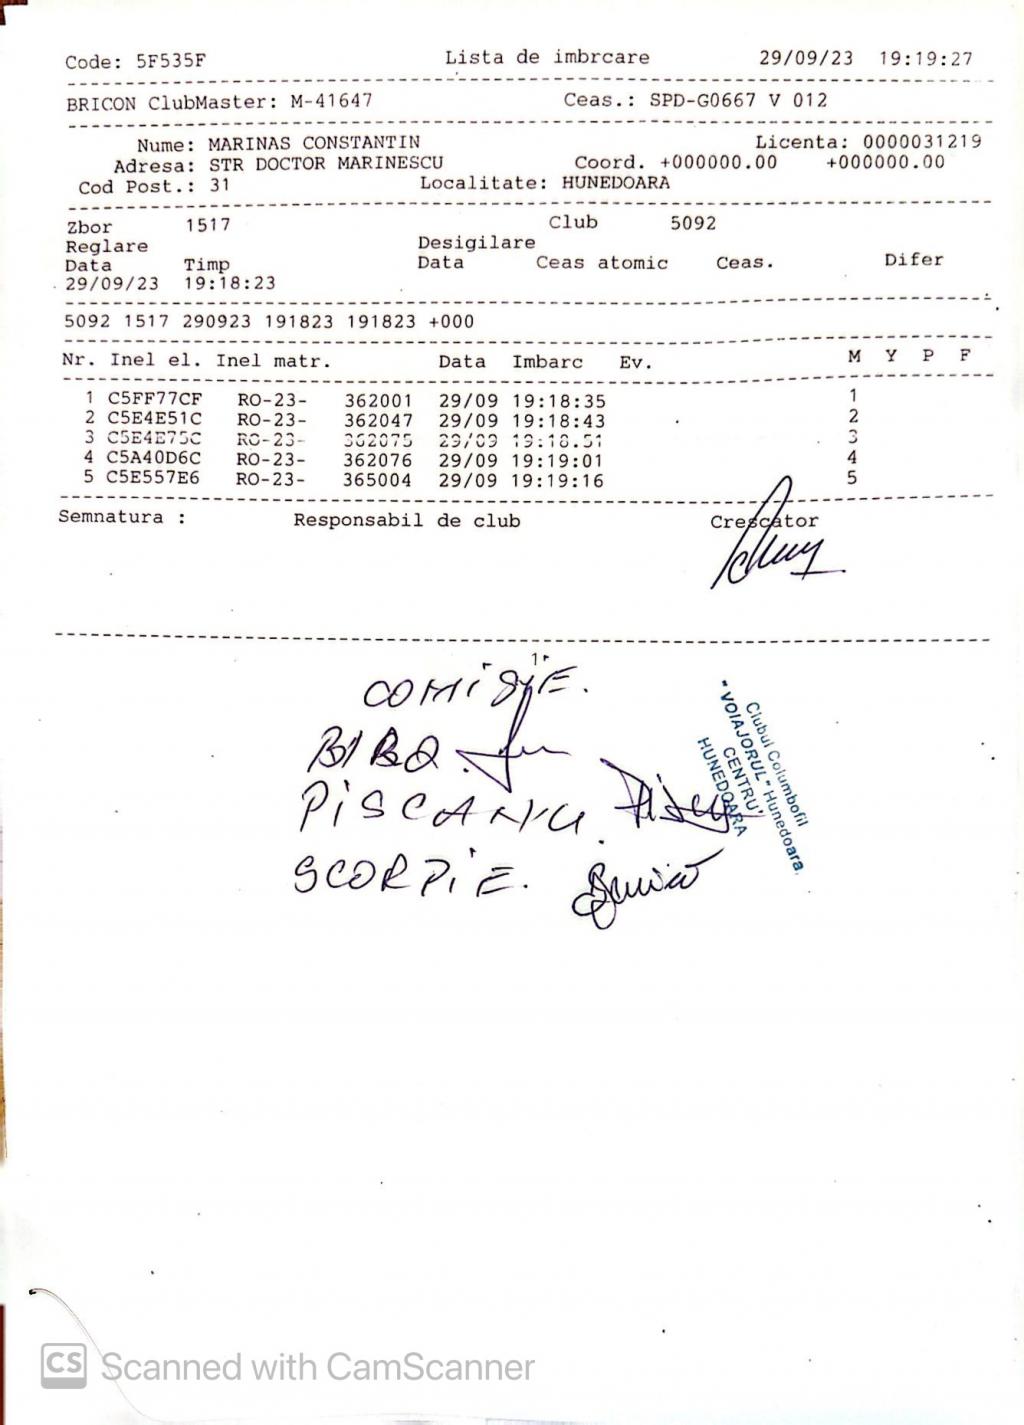 Code: 5F535F Lista de imbrcare 29/09/23 19:19:27
BRICON ClubMaster: M-41647 Ceas.: SPD-G0667 V 012
Nume: MARINAS CONSTANTIN Licenta: 0000031219
Adresa: STR DOCTOR MARINESCU Coord. +000000.00 +000000.00
Cod Post.: 31 Localitate: HUNEDOARA
Zbor 1517 Club 5092
Reglare Desigilare
Data Timp Data Ceas atomic Ceas. Difer
29/09/23 19:18:23
5092 1517 290923 191823 191823 +000
Nr. Inel el. Inel matr. Data Imbarc Ev. M Y P F
1 C5FF77CF RO-23- 362001 29/09 19:18:35 1
2 C5E4E51C RO-23- 362047 29/09 19:18:43 2
3 C5E4E75C RO-23- 362075 29/09 19:18:51 3
4 C5A40D6C RO-23- 362076 29/09 19:19:01 4
5 C5E557E6 RO-23- 365004 29/09 19:19:16 5
Semnatura : Responsabil de club Crescator
COMISIE.
BIBO
PISCANU
SCORPIE.
Clubul Columbofil
"VOIAJORUL" Hunedoara
CENTRU
HUNEDOARA
CS Scanned with CamScanner